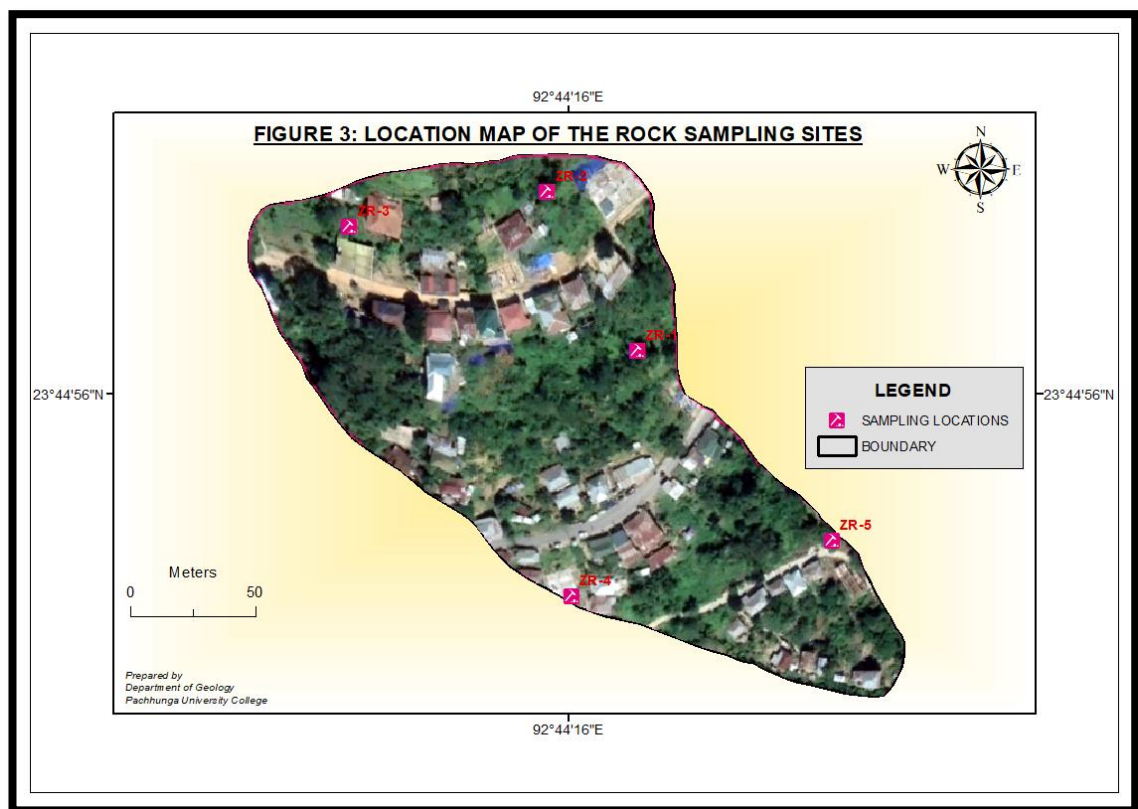 92°44'16"E
FIGURE 3: LOCATION MAP OF THE ROCK SAMPLING SITES
N
W E
S
ZR-2
ZR-3
ZR-1
23°44'56"N
23°44'56"N
LEGEND
SAMPLING LOCATIONS
BOUNDARY
ZR-5
Meters
0 50
ZR-4
Prepared by
Department of Geology
Pachhunga University College
92°44'16"E